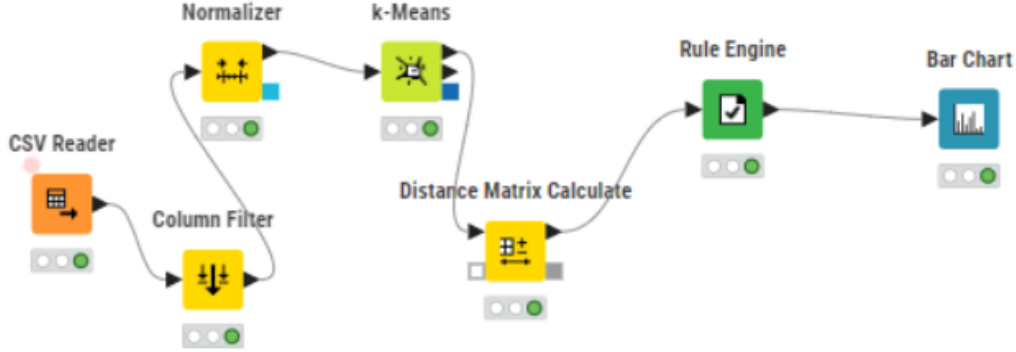 Normalizer
k-Means
Rule Engine
Bar Chart
CSV Reader
Distance Matrix Calculate
Column Filter